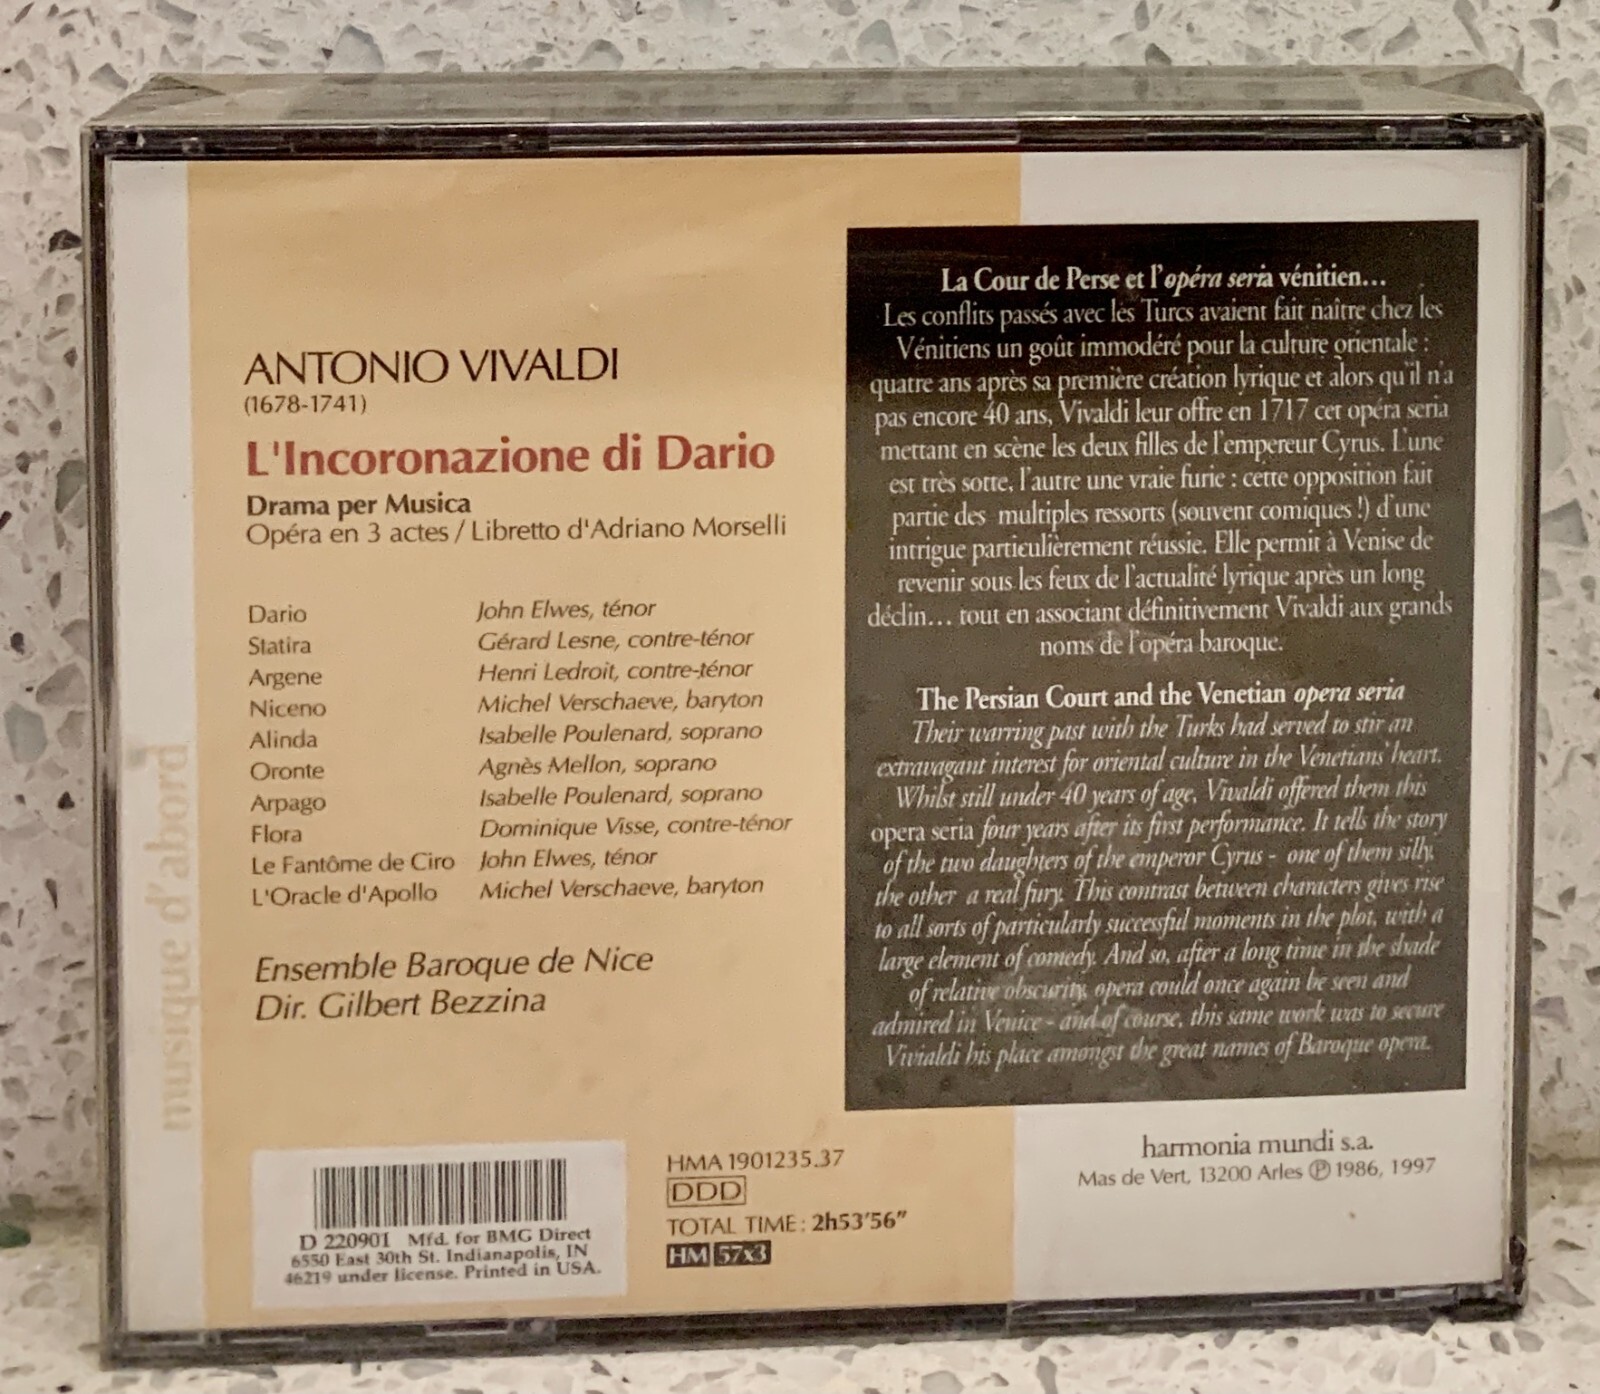 ANTONIO VIVALDI
(1678-1741)
L'Incoronazione di Dario
Drama per Musica
Opéra en 3 actes / Libretto d'Adriano Morselli
Dario John Elwes, ténor
Statira Gérard Lesne, contre-ténor
Argene Henri Ledroit, contre-ténor
Niceno Michel Verschaeve, baryton
Alinda Isabelle Poulenard, soprano
Oronte Agnès Mellon, soprano
Arpago Isabelle Poulenard, soprano
Flora Dominique Visse, contre-ténor
Le Fantôme de Ciro John Elwes, ténor
L'Oracle d'Apollo Michel Verschaeve, baryton
Ensemble Baroque de Nice
Dir. Gilbert Bezzina
musique d'abord
La Cour de Perse et l'opéra seria vénitien...
Les conflits passés avec les Turcs avaient fait naître chez les
Vénitiens un goût immodéré pour la culture orientale :
quatre ans après sa première création lyrique et alors qu'il n'a
pas encore 40 ans, Vivaldi leur offre en 1717 cet opéra seria
mettant en scène les deux filles de l'empereur Cyrus. L'une
est très sotte, l'autre une vraie furie : cette opposition fait
partie des multiples ressorts (souvent comiques !) d'une
intrigue particulièrement réussie. Elle permit à Venise de
revenir sous les feux de l'actualité lyrique après un long
déclin... tout en associant définitivement Vivaldi aux grands
noms de l'opéra baroque.
The Persian Court and the Venetian opera seria
Their warring past with the Turks had served to stir an
extravagant interest for oriental culture in the Venetians' heart.
Whilst still under 40 years of age, Vivaldi offered them this
opera seria four years after its first performance. It tells the story
of the two daughters of the emperor Cyrus - one of them silly,
the other a real fury. This contrast between characters gives rise
to all sorts of particularly successful moments in the plot, with a
large element of comedy. And so, after a long time in the shade
of relative obscurity, opera could once again be seen and
admired in Venice - and of course, this same work was to secure
Vivialdi his place amongst the great names of Baroque opera.
D 220901 Mfd. for BMG Direct
6550 East 30th St. Indianapolis, IN
46219 under license. Printed in USA.
HMA 1901235.37
DDD
TOTAL TIME : 2h53'56"
HM 57x3
harmonia mundi s.a.
Mas de Vert, 13200 Arles ℗ 1986, 1997